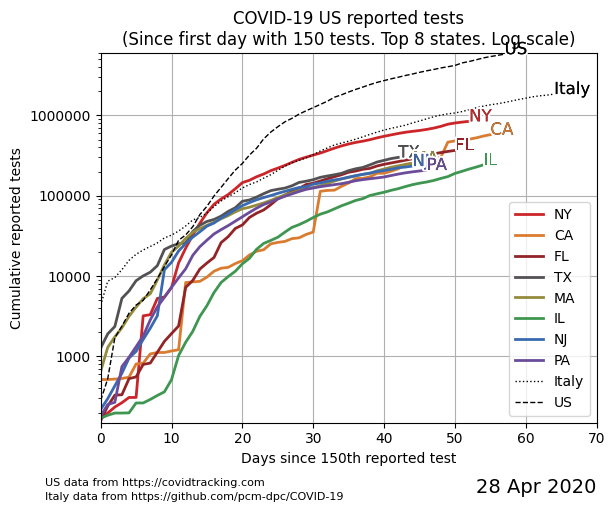 COVID-19 US reported tests
(Since first day with 150 tests. Top 8 states. Log scale)
US
Italy
NY
CA
FL
TX
NJ
PA
IL
Cumulative reported tests
1000000
100000
10000
1000
0 10 20 30 40 50 60 70
Days since 150th reported test
NY
CA
FL
TX
MA
IL
NJ
PA
Italy
US
US data from https://covidtracking.com
Italy data from https://github.com/pcm-dpc/COVID-19
28 Apr 2020